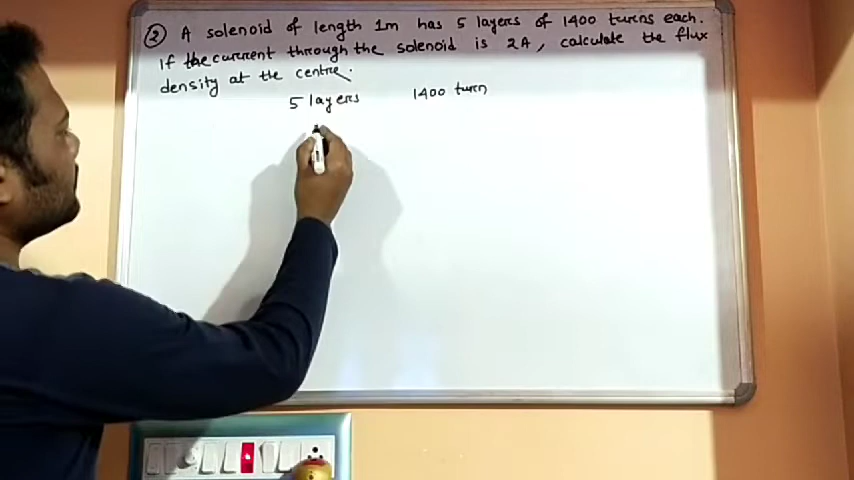 ② A solenoid of length 1m has 5 layers of 1400 turns each.
If the current through the solenoid is 2A, calculate the flux
density at the centre.
5 layers 1400 turn